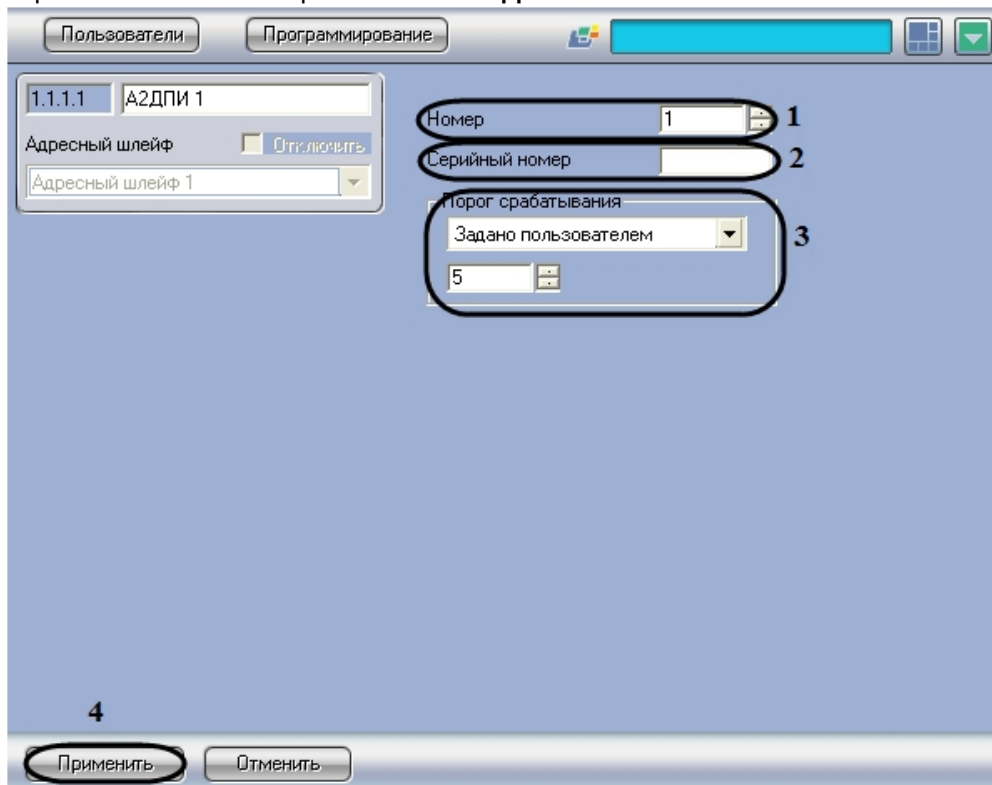 Пользователи Программирование
1.1.1.1 А2ДПИ 1
Адресный шлейф Отключить
Адресный шлейф 1
Номер 1 1
Серийный номер 2
Порог срабатывания
Задано пользователем 3
5
4
Применить Отменить